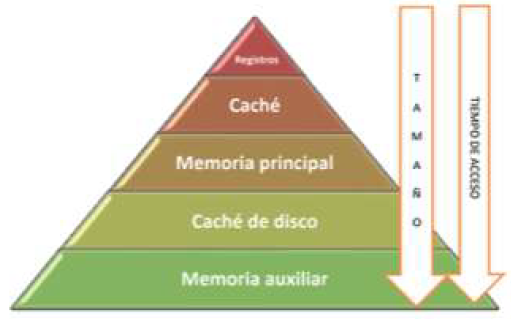 Registros
Caché
Memoria principal
Caché de disco
Memoria auxiliar
TAMAÑO
TIEMPO DE ACCESO